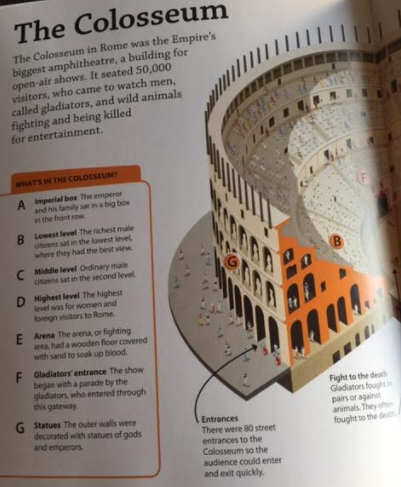 The Colosseum
The Colosseum in Rome was the Empire's
biggest amphitheatre, a building for
open-air shows. It seated 50,000
visitors, who came to watch men,
called gladiators, and wild animals
fighting and being killed
for entertainment.
WHAT'S IN THE COLOSSEUM?
A Imperial box The emperor
and his family sat in a big box
in the front row.
B Lowest level The richest male
citizens sat in the lowest level,
where they had the best view.
C Middle level Ordinary male
citizens sat in the second level.
D Highest level The highest
level was for women and
foreign visitors to Rome.
E Arena The arena, or fighting
area, had a wooden floor covered
with sand to soak up blood.
F Gladiators' entrance The show
began with a parade by the
gladiators, who entered through
this gateway.
G Statues The outer walls were
decorated with statues of gods
and emperors.
F
B
G
Entrances
There were 80 street
entrances to the
Colosseum so the
audience could enter
and exit quickly.
Fight to the death
Gladiators fought in
pairs or against
animals. They often
fought to the death.